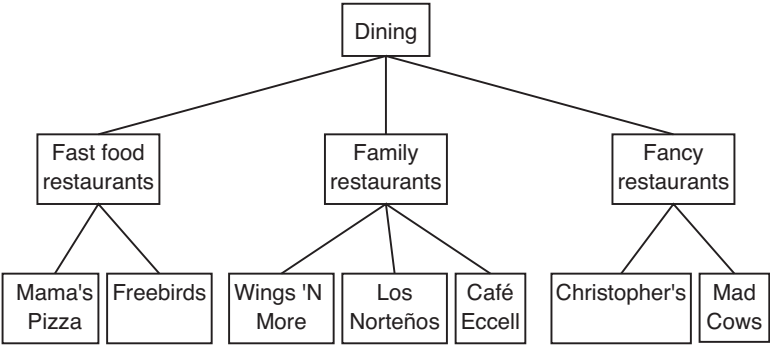 Dining
Fast food
restaurants
Family
restaurants
Fancy
restaurants
Mama's
Pizza
Freebirds
Wings 'N
More
Los
Norteños
Café
Eccell
Christopher's
Mad
Cows